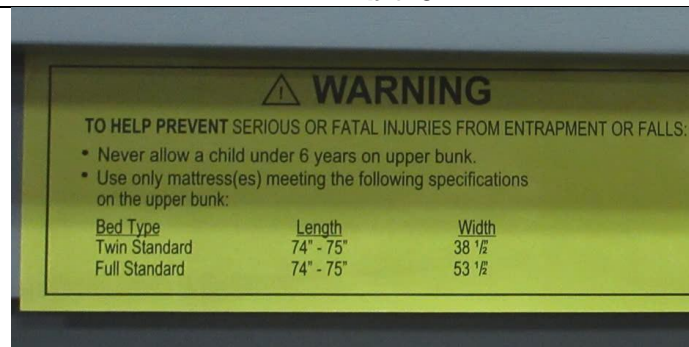 ⚠ WARNING
TO HELP PREVENT SERIOUS OR FATAL INJURIES FROM ENTRAPMENT OR FALLS:
• Never allow a child under 6 years on upper bunk.
• Use only mattress(es) meeting the following specifications
on the upper bunk:
Bed Type Length Width
Twin Standard 74" - 75" 38 1/2"
Full Standard 74" - 75" 53 1/2"